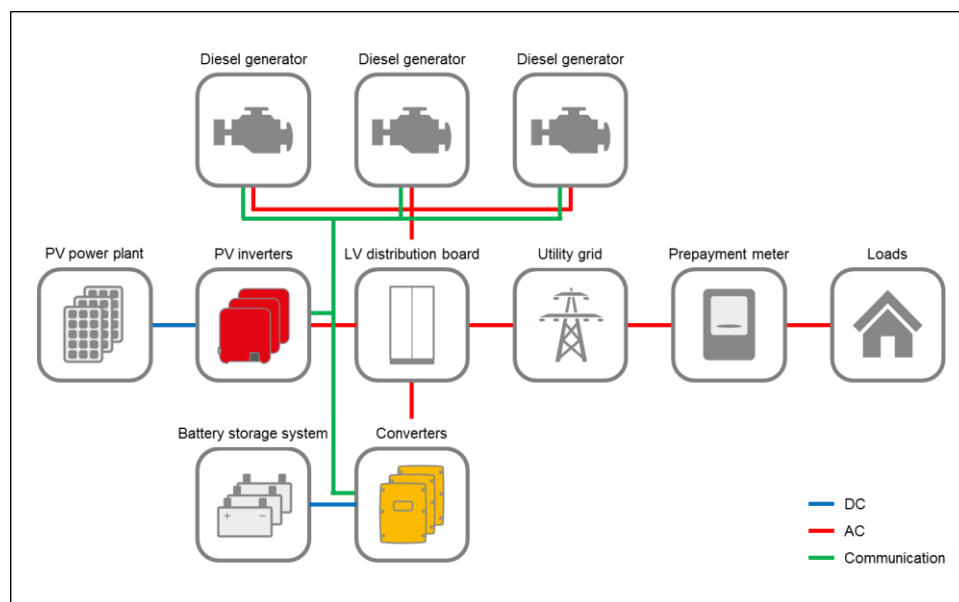 Diesel generator
Diesel generator
Diesel generator
PV power plant
PV inverters
LV distribution board
Utility grid
Prepayment meter
Loads
Battery storage system
Converters
+ −
DC
AC
Communication